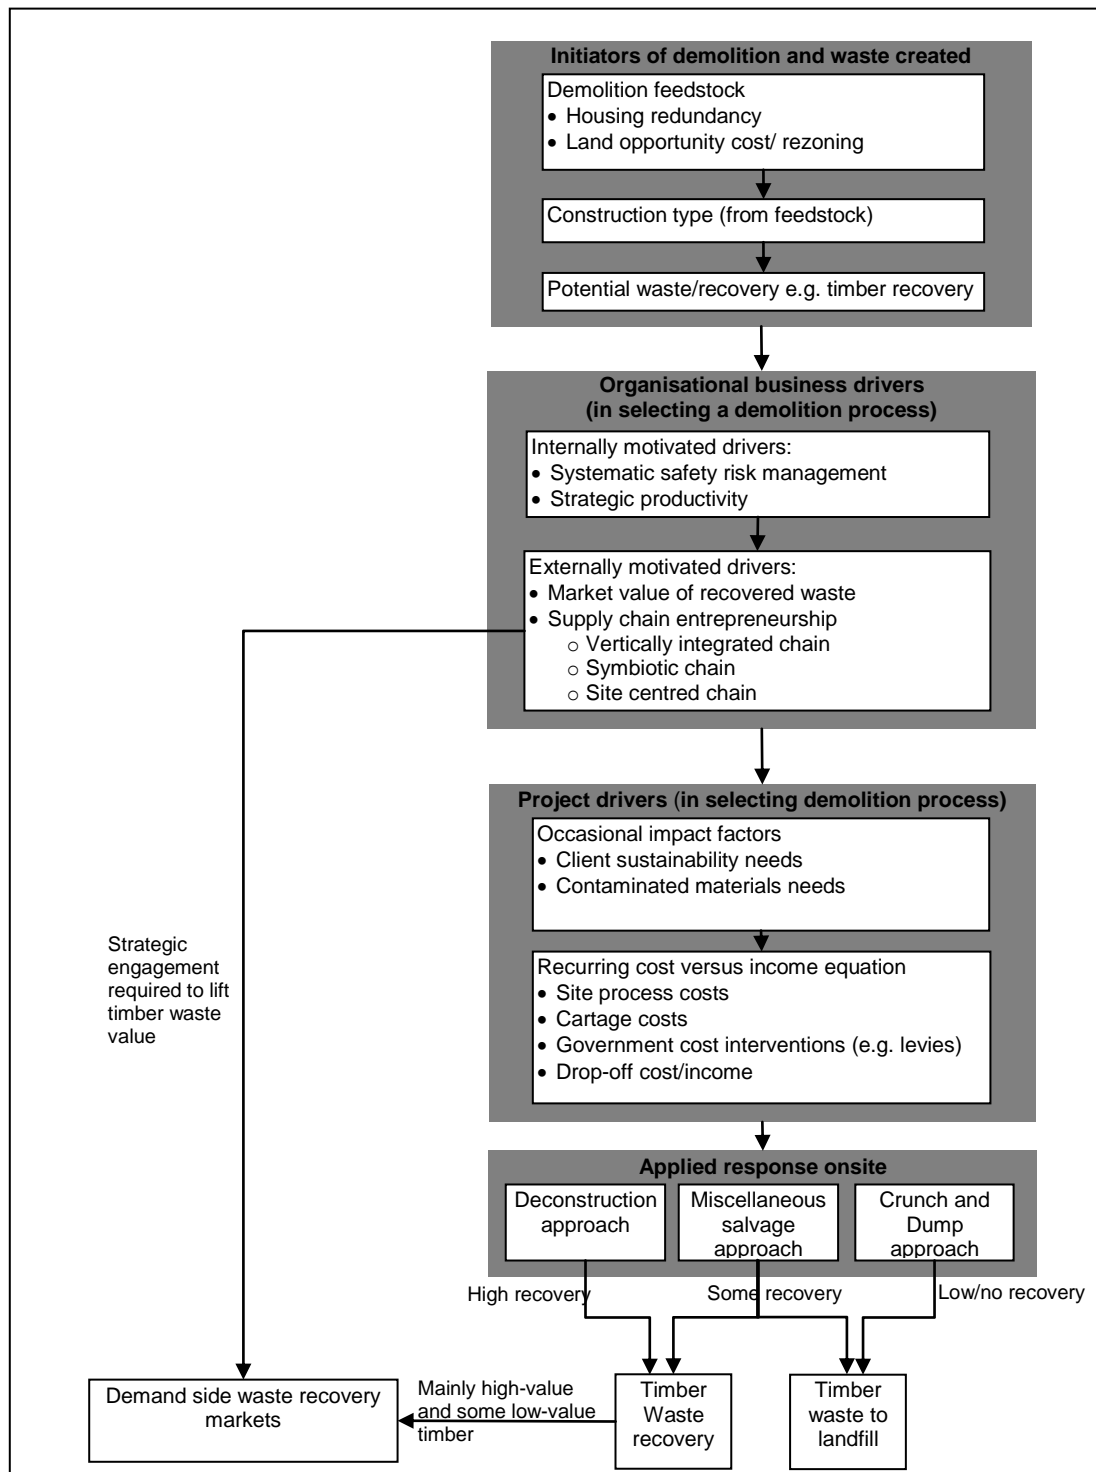 Initiators of demolition and waste created
Demolition feedstock
• Housing redundancy
• Land opportunity cost/ rezoning
Construction type (from feedstock)
Potential waste/recovery e.g. timber recovery
Organisational business drivers
(in selecting a demolition process)
Internally motivated drivers:
• Systematic safety risk management
• Strategic productivity
Externally motivated drivers:
• Market value of recovered waste
• Supply chain entrepreneurship
o Vertically integrated chain
o Symbiotic chain
o Site centred chain
Project drivers (in selecting demolition process)
Occasional impact factors
• Client sustainability needs
• Contaminated materials needs
Strategic
engagement
required to lift
timber waste
value
Recurring cost versus income equation
• Site process costs
• Cartage costs
• Government cost interventions (e.g. levies)
• Drop-off cost/income
Applied response onsite
Deconstruction
approach
Miscellaneous
salvage
approach
Crunch and
Dump
approach
High recovery
Some recovery
Low/no recovery
Demand side waste recovery
markets
Mainly high-value
and some low-value
timber
Timber
Waste
recovery
Timber
waste to
landfill